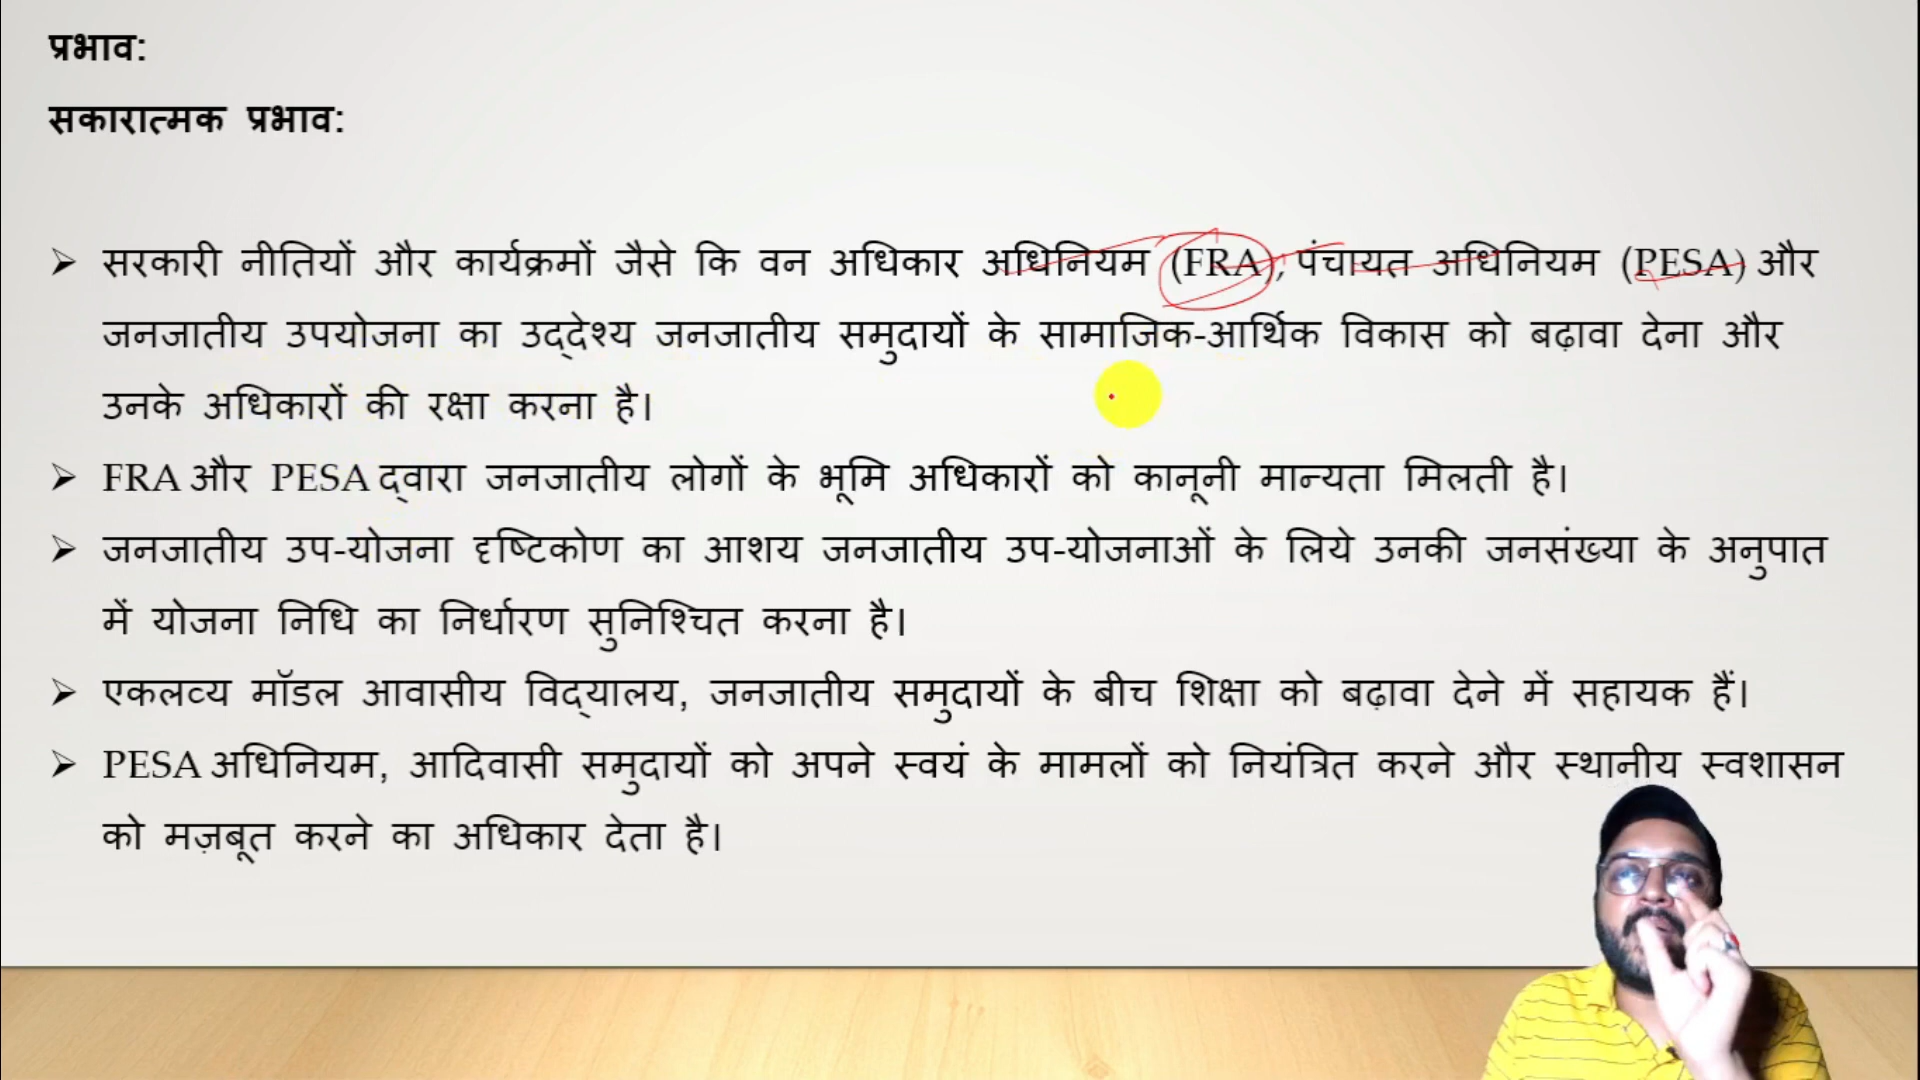 प्रभाव:
सकारात्मक प्रभाव:
➢ सरकारी नीतियों और कार्यक्रमों जैसे कि वन अधिकार अधिनियम (FRA), पंचायत अधिनियम (PESA) और
जनजातीय उपयोजना का उद्देश्य जनजातीय समुदायों के सामाजिक-आर्थिक विकास को बढ़ावा देना और
उनके अधिकारों की रक्षा करना है।
➢ FRA और PESA द्वारा जनजातीय लोगों के भूमि अधिकारों को कानूनी मान्यता मिलती है।
➢ जनजातीय उप-योजना दृष्टिकोण का आशय जनजातीय उप-योजनाओं के लिये उनकी जनसंख्या के अनुपात
में योजना निधि का निर्धारण सुनिश्चित करना है।
➢ एकलव्य मॉडल आवासीय विद्यालय, जनजातीय समुदायों के बीच शिक्षा को बढ़ावा देने में सहायक हैं।
➢ PESA अधिनियम, आदिवासी समुदायों को अपने स्वयं के मामलों को नियंत्रित करने और स्थानीय स्वशासन
को मज़बूत करने का अधिकार देता है।